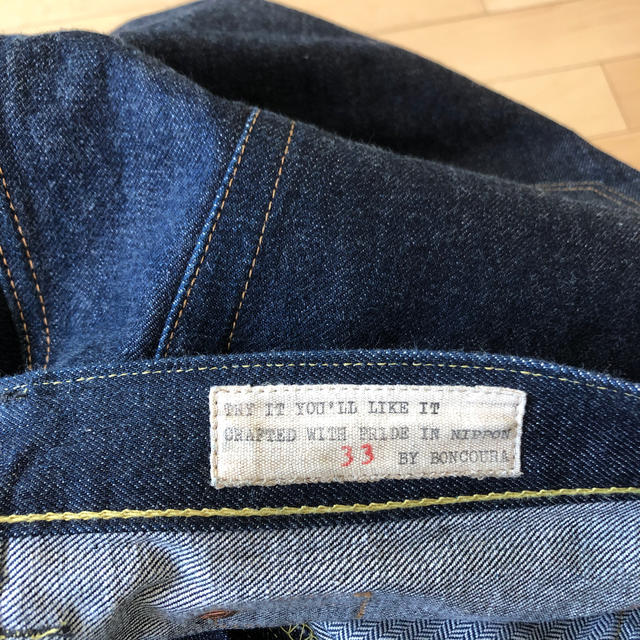 TRY IT YOU'LL LIKE IT
CRAFTED WITH PRIDE IN NIPPON
33 BY BONCOURA